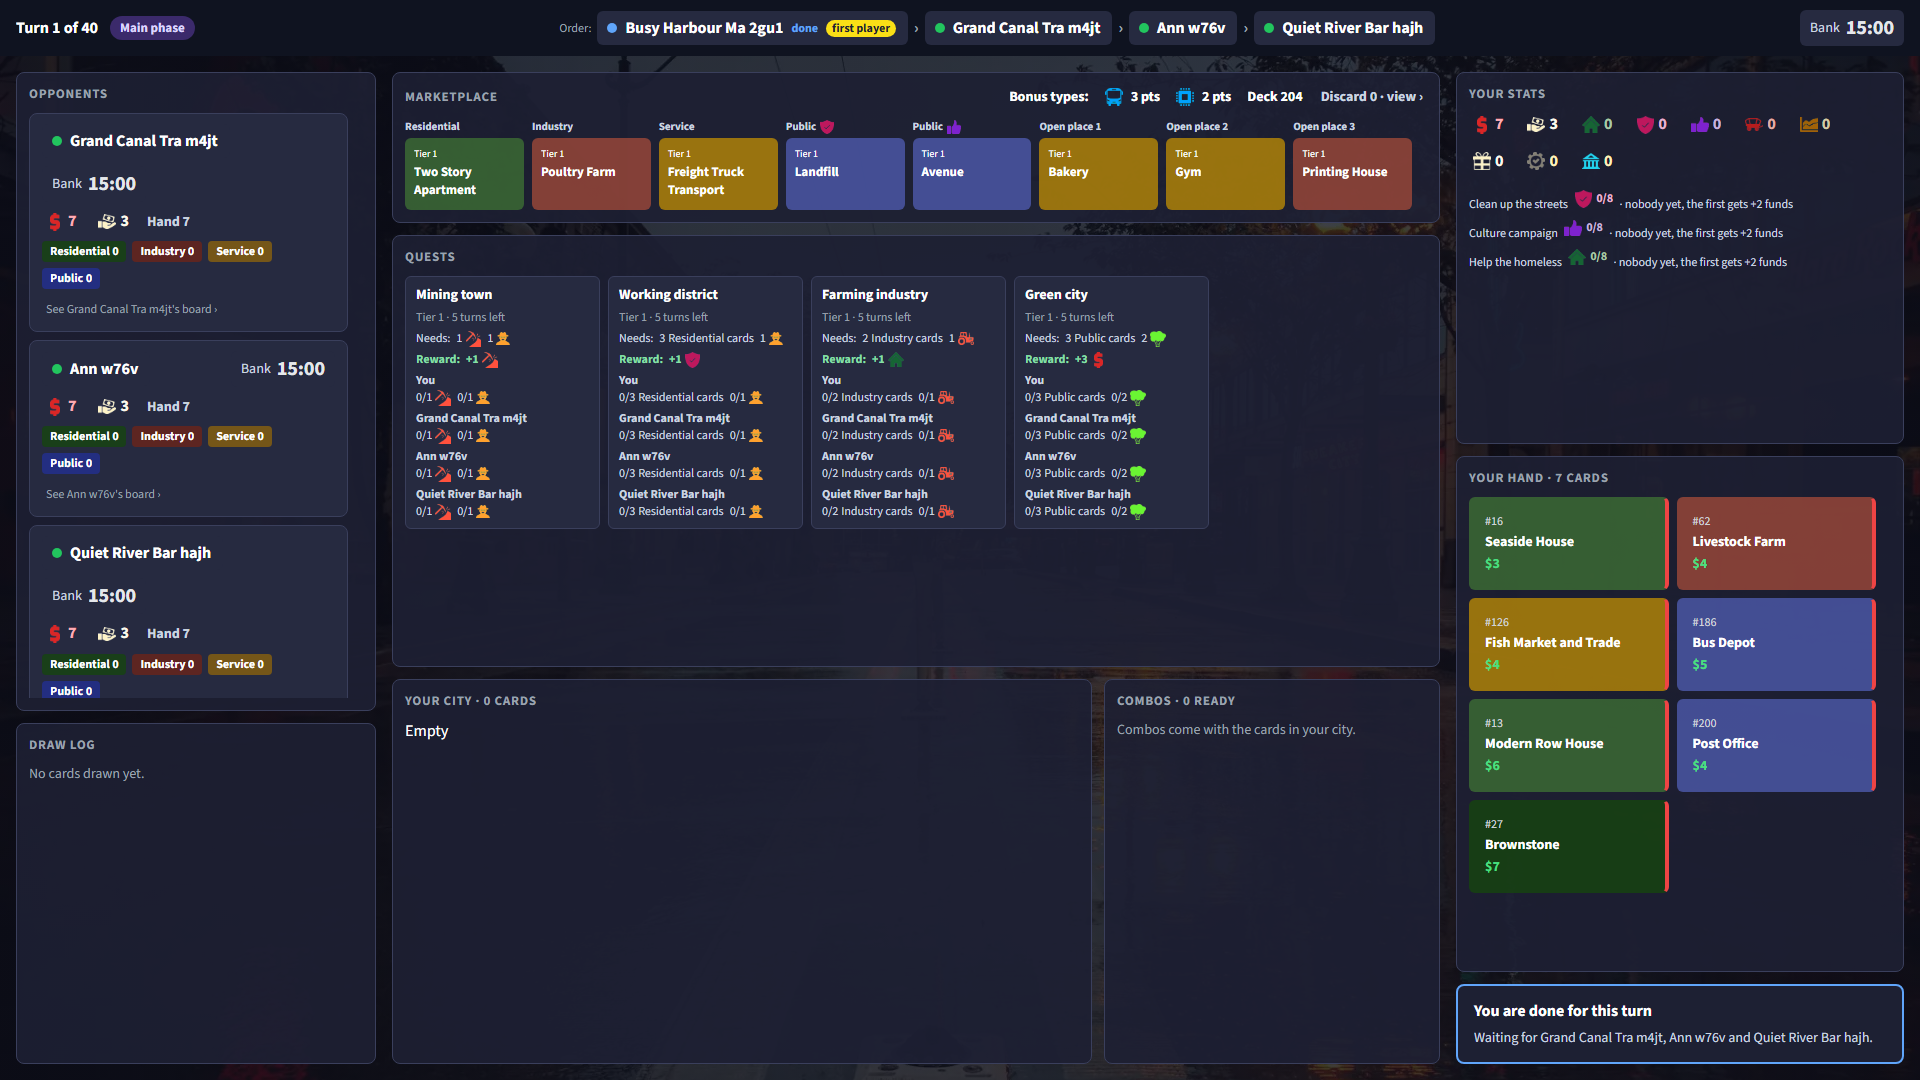 Turn 1 of 40 Main phase
Order: Busy Harbour Ma 2gu1 done first player › Grand Canal Tra m4jt › Ann w76v › Quiet River Bar hajh
Bank 15:00
OPPONENTS
Grand Canal Tra m4jt
Bank 15:00
7 3 Hand 7
Residential 0 Industry 0 Service 0
Public 0
See Grand Canal Tra m4jt's board ›
Ann w76v Bank 15:00
7 3 Hand 7
Residential 0 Industry 0 Service 0
Public 0
See Ann w76v's board ›
Quiet River Bar hajh
Bank 15:00
7 3 Hand 7
Residential 0 Industry 0 Service 0
Public 0
DRAW LOG
No cards drawn yet.
MARKETPLACE
Bonus types: 3 pts 2 pts Deck 204 Discard 0 · view ›
Residential Industry Service Public Public Open place 1 Open place 2 Open place 3
Tier 1 Tier 1 Tier 1 Tier 1 Tier 1 Tier 1 Tier 1 Tier 1
Two Story Apartment Poultry Farm Freight Truck Transport Landfill Avenue Bakery Gym Printing House
QUESTS
Mining town
Tier 1 · 5 turns left
Needs: 1 1
Reward: +1
You
0/1 0/1
Grand Canal Tra m4jt
0/1 0/1
Ann w76v
0/1 0/1
Quiet River Bar hajh
0/1 0/1
Working district
Tier 1 · 5 turns left
Needs: 3 Residential cards 1
Reward: +1
You
0/3 Residential cards 0/1
Grand Canal Tra m4jt
0/3 Residential cards 0/1
Ann w76v
0/3 Residential cards 0/1
Quiet River Bar hajh
0/3 Residential cards 0/1
Farming industry
Tier 1 · 5 turns left
Needs: 2 Industry cards 1
Reward: +1
You
0/2 Industry cards 0/1
Grand Canal Tra m4jt
0/2 Industry cards 0/1
Ann w76v
0/2 Industry cards 0/1
Quiet River Bar hajh
0/2 Industry cards 0/1
Green city
Tier 1 · 5 turns left
Needs: 3 Public cards 2
Reward: +3
You
0/3 Public cards 0/2
Grand Canal Tra m4jt
0/3 Public cards 0/2
Ann w76v
0/3 Public cards 0/2
Quiet River Bar hajh
0/3 Public cards 0/2
YOUR CITY · 0 CARDS
Empty
COMBOS · 0 READY
Combos come with the cards in your city.
YOUR STATS
7 3 0 0 0 0 0
0 0 0
Clean up the streets 0/8 · nobody yet, the first gets +2 funds
Culture campaign 0/8 · nobody yet, the first gets +2 funds
Help the homeless 0/8 · nobody yet, the first gets +2 funds
YOUR HAND · 7 CARDS
#16
Seaside House
$3
#62
Livestock Farm
$4
#126
Fish Market and Trade
$4
#186
Bus Depot
$5
#13
Modern Row House
$6
#200
Post Office
$4
#27
Brownstone
$7
You are done for this turn
Waiting for Grand Canal Tra m4jt, Ann w76v and Quiet River Bar hajh.